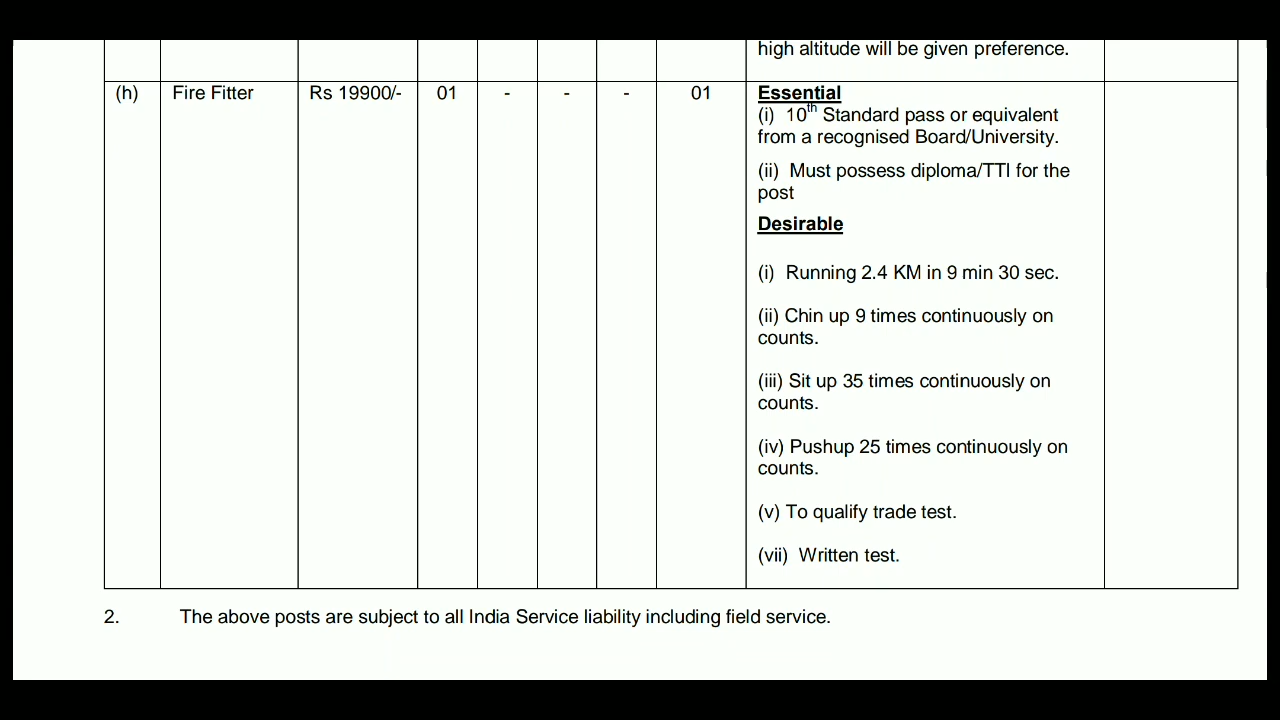 high altitude will be given preference.
(h) Fire Fitter Rs 19900/- 01 - - - 01 Essential
(i) 10th Standard pass or equivalent
from a recognised Board/University.
(ii) Must possess diploma/TTI for the
post
Desirable
(i) Running 2.4 KM in 9 min 30 sec.
(ii) Chin up 9 times continuously on
counts.
(iii) Sit up 35 times continuously on
counts.
(iv) Pushup 25 times continuously on
counts.
(v) To qualify trade test.
(vii) Written test.
2. The above posts are subject to all India Service liability including field service.